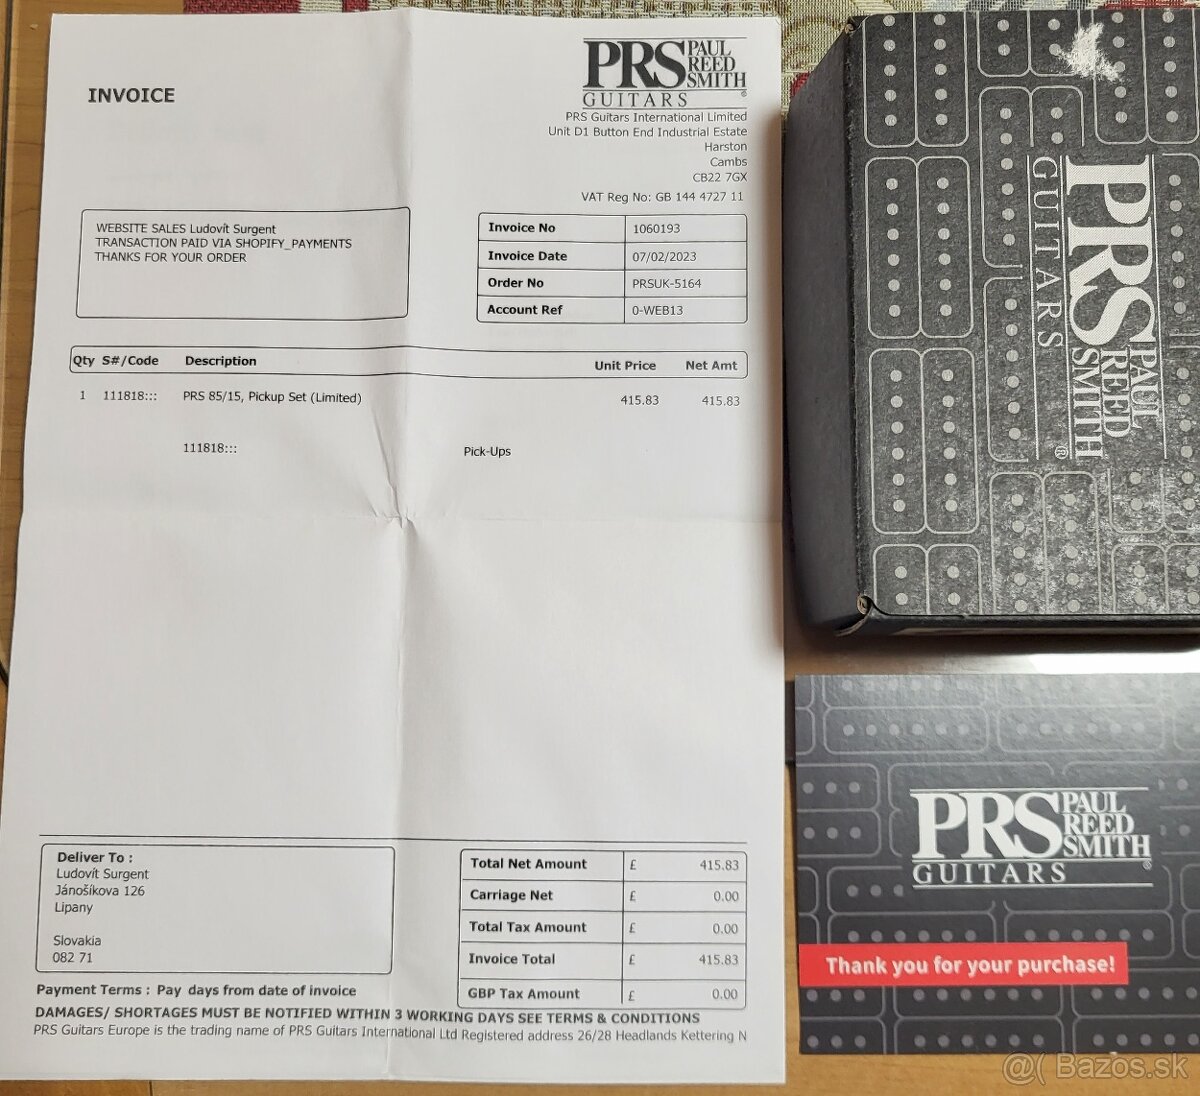 INVOICE
PRS PAUL REED SMITH
GUITARS ®
PRS Guitars International Limited
Unit D1 Button End Industrial Estate
Harston
Cambs
CB22 7GX
VAT Reg No: GB 144 4727 11
WEBSITE SALES Ludovít Surgent
TRANSACTION PAID VIA SHOPIFY_PAYMENTS
THANKS FOR YOUR ORDER
Invoice No 1060193
Invoice Date 07/02/2023
Order No PRSUK-5164
Account Ref 0-WEB13
Qty S#/Code Description Unit Price Net Amt
1 111818::: PRS 85/15, Pickup Set (Limited) 415.83 415.83
111818::: Pick-Ups
Deliver To :
Ludovít Surgent
Jánošíkova 126
Lipany
Slovakia
082 71
Total Net Amount £ 415.83
Carriage Net £ 0.00
Total Tax Amount £ 0.00
Invoice Total £ 415.83
GBP Tax Amount £ 0.00
Payment Terms : Pay days from date of invoice
DAMAGES/ SHORTAGES MUST BE NOTIFIED WITHIN 3 WORKING DAYS SEE TERMS & CONDITIONS
PRS Guitars Europe is the trading name of PRS Guitars International Ltd Registered address 26/28 Headlands Kettering N
PRS PAUL REED SMITH
GUITARS ®
PRS PAUL REED SMITH
GUITARS ®
Thank you for your purchase!
@( Bazos.sk